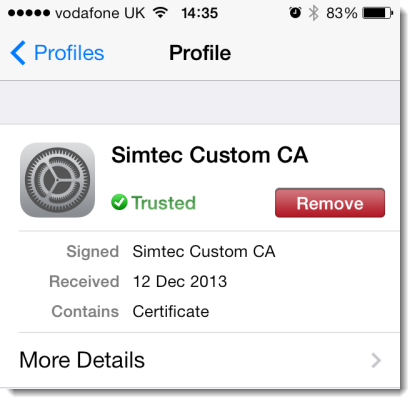 vodafone UK 14:35 83%
Profiles Profile
Simtec Custom CA
Trusted Remove
Signed Simtec Custom CA
Received 12 Dec 2013
Contains Certificate
More Details